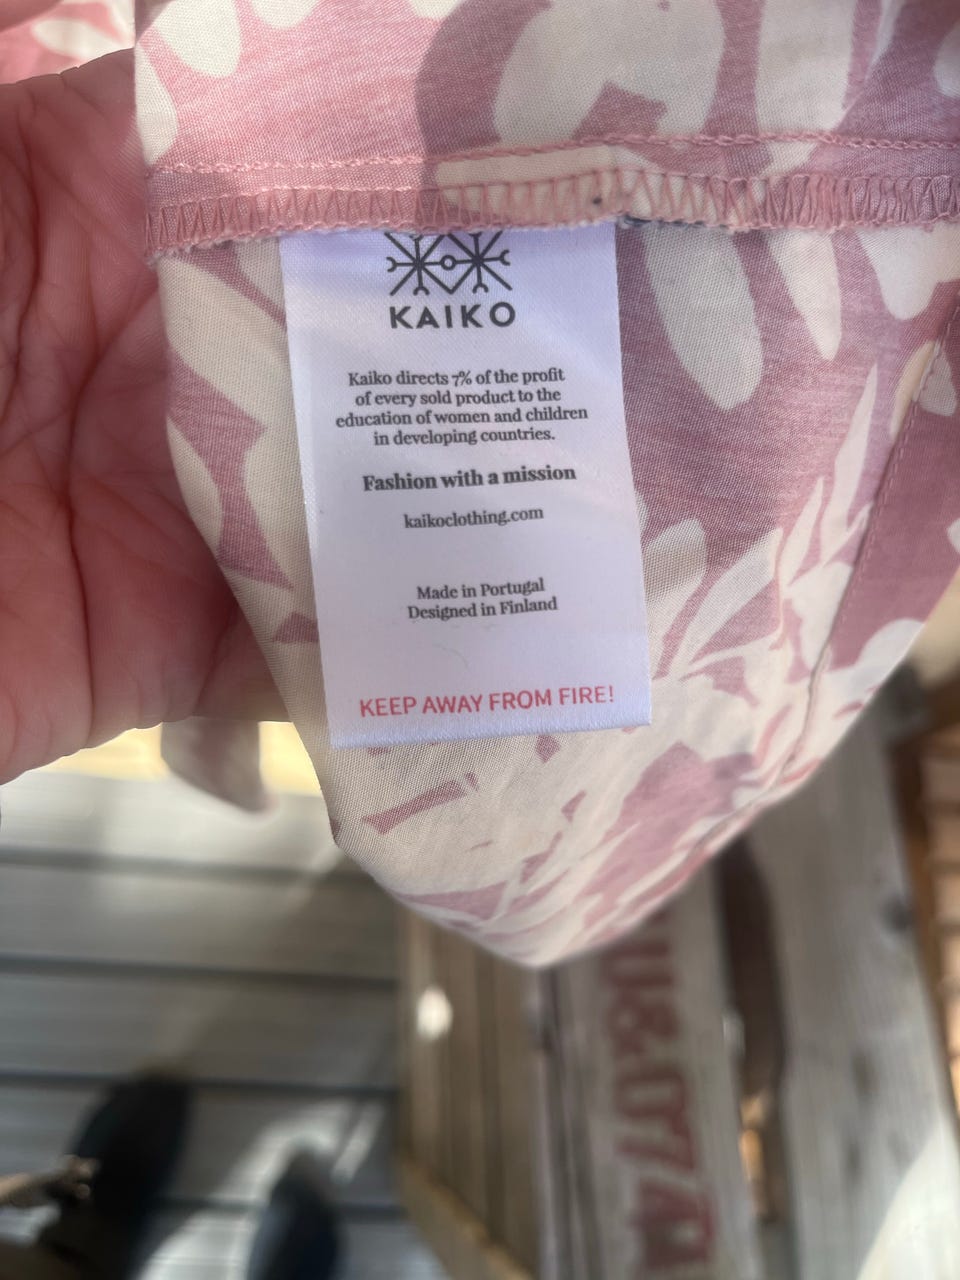 KAIKO
Kaiko directs 7% of the profit
of every sold product to the
education of women and children
in developing countries.
Fashion with a mission
kaikoclothing.com
Made in Portugal
Designed in Finland
KEEP AWAY FROM FIRE!